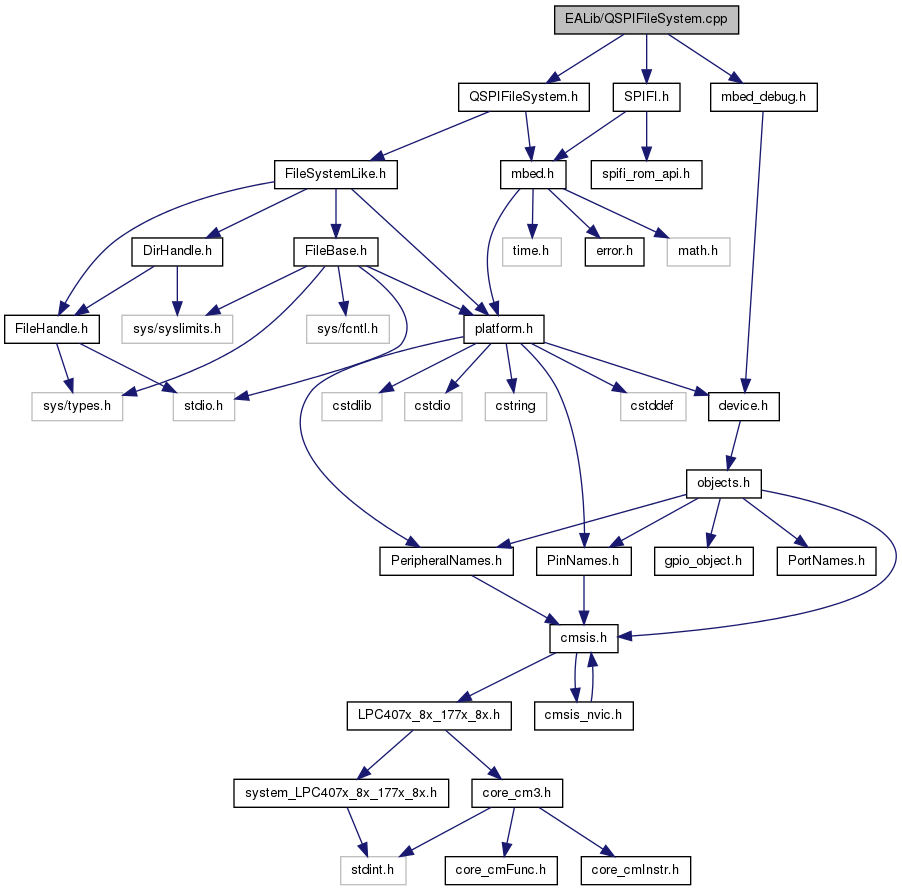 EALib/QSPIFileSystem.cpp
QSPIFileSystem.h
SPIFI.h
mbed_debug.h
FileSystemLike.h
mbed.h
spifi_rom_api.h
DirHandle.h
FileBase.h
time.h
error.h
math.h
FileHandle.h
sys/syslimits.h
sys/fcntl.h
platform.h
sys/types.h
stdio.h
cstdlib
cstdio
cstring
cstddef
device.h
objects.h
PeripheralNames.h
PinNames.h
gpio_object.h
PortNames.h
cmsis.h
LPC407x_8x_177x_8x.h
cmsis_nvic.h
system_LPC407x_8x_177x_8x.h
core_cm3.h
stdint.h
core_cmFunc.h
core_cmInstr.h